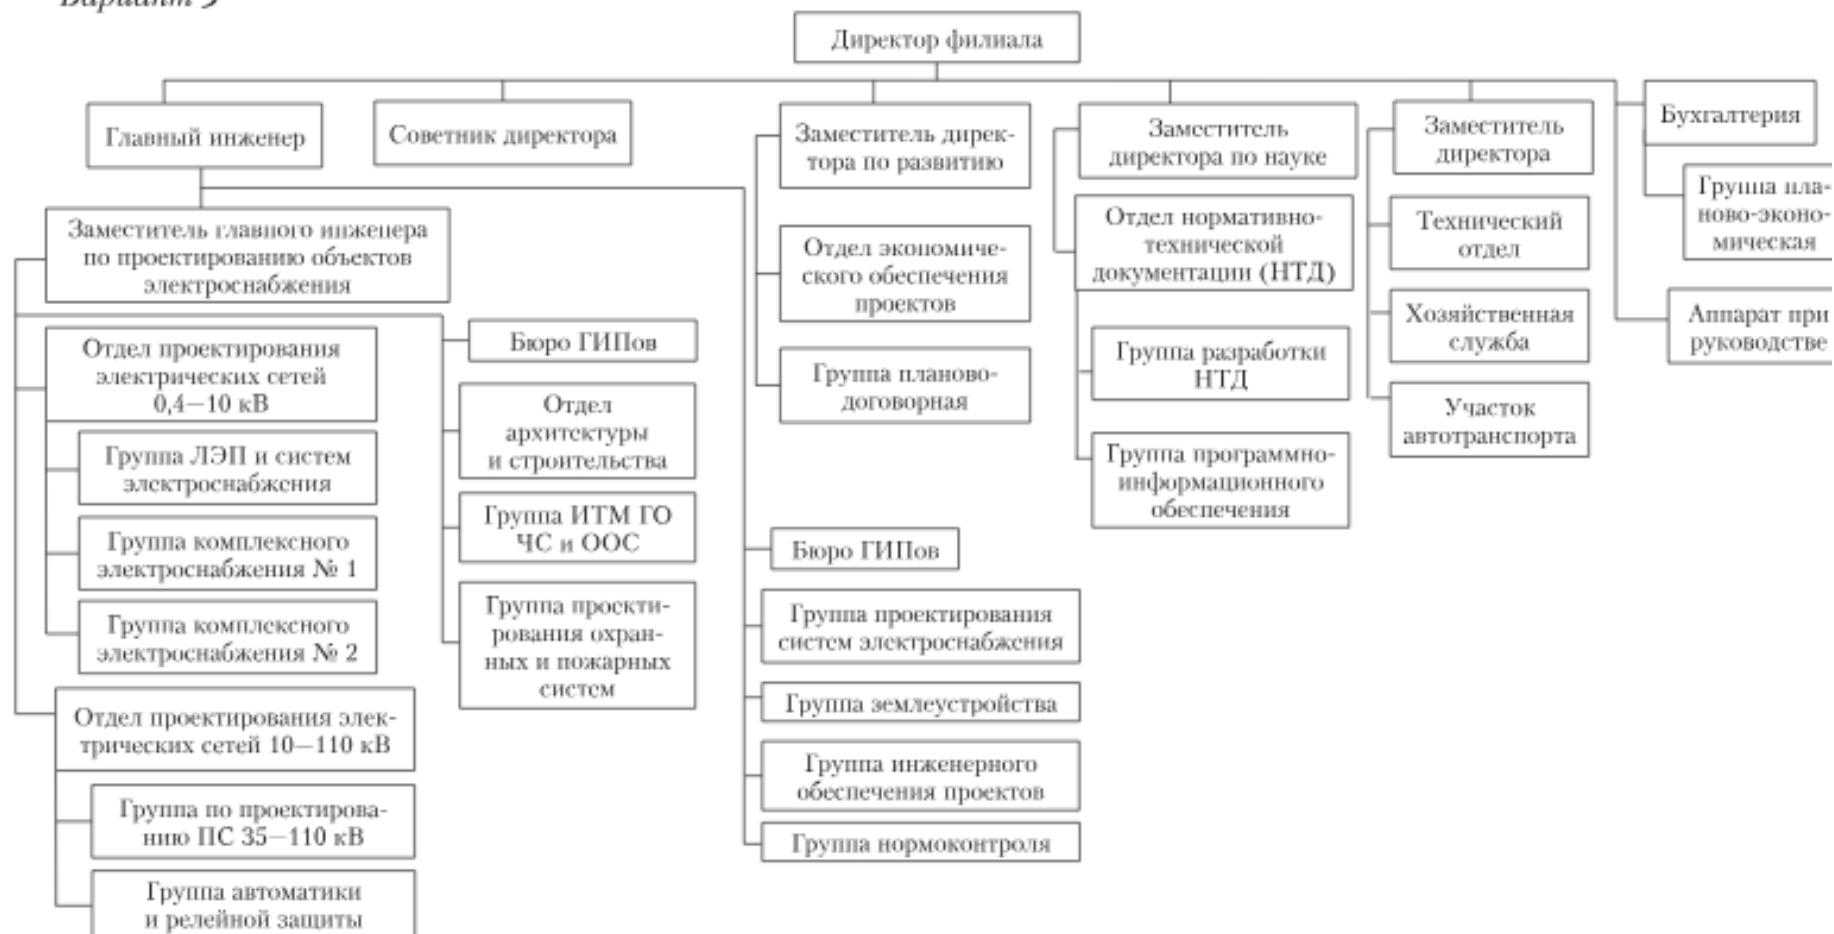 Вариант 9
Директор филиала
Главный инженер
Советник директора
Заместитель дирек-
тора по развитию
Заместитель
директора по науке
Заместитель
директора
Бухгалтерия
Группа пла-
ново-эконо-
мическая
Аппарат при
руководстве
Заместитель главного инженера
по проектированию объектов
электроснабжения
Отдел проектирования
электрических сетей
0,4—10 кВ
Группа ЛЭП и систем
электроснабжения
Группа комплексного
электроснабжения № 1
Группа комплексного
электроснабжения № 2
Отдел проектирования элек-
трических сетей 10—110 кВ
Группа по проектирова-
нию ПС 35—110 кВ
Группа автоматики
и релейной защиты
Бюро ГИПов
Отдел
архитектуры
и строительства
Группа ИТМ ГО
ЧС и ООС
Группа проекти-
рования охран-
ных и пожарных
систем
Бюро ГИПов
Группа проектирования
систем электроснабжения
Группа землеустройства
Группа инженерного
обеспечения проектов
Группа нормоконтроля
Отдел экономиче-
ского обеспечения
проектов
Группа планово-
договорная
Отдел нормативно-
технической
документации (НТД)
Группа разработки
НТД
Группа программно-
информационного
обеспечения
Технический
отдел
Хозяйственная
служба
Участок
автотранспорта